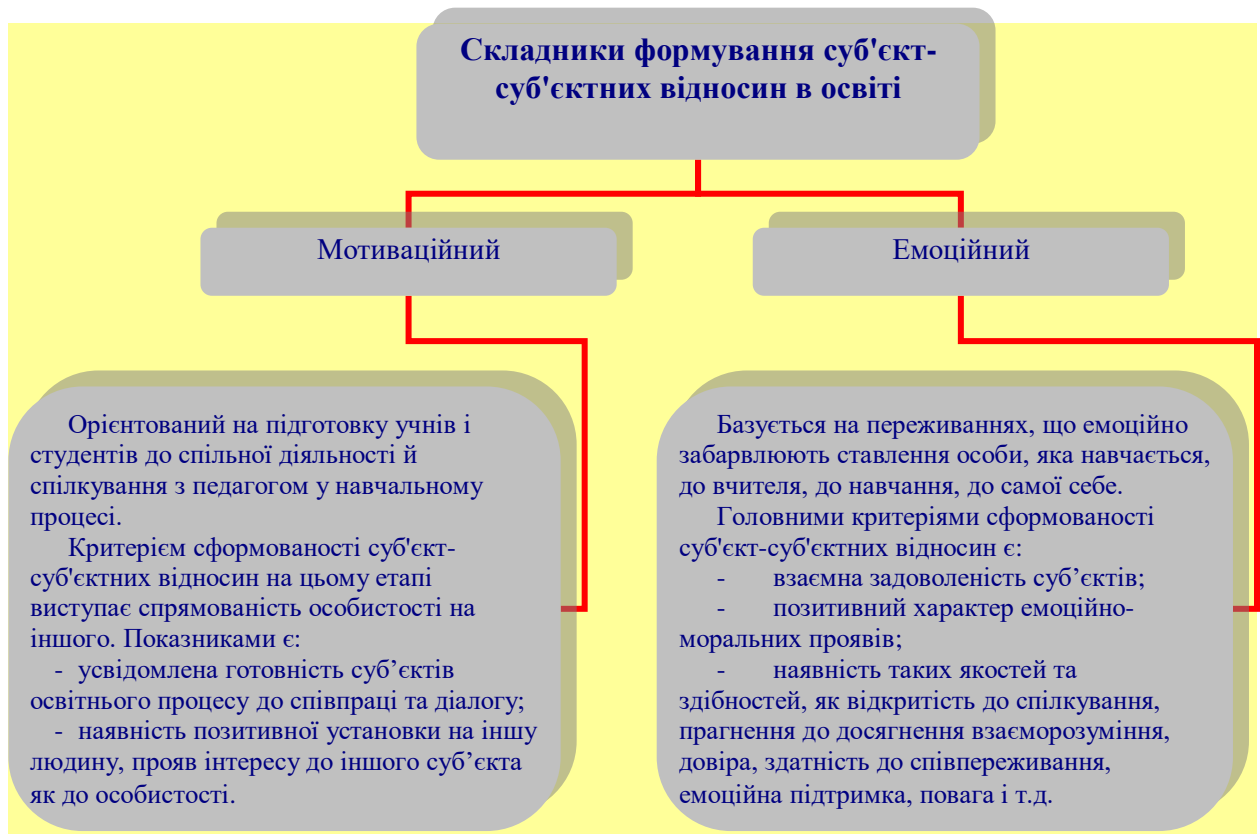 Складники формування суб'єкт-
суб'єктних відносин в освіті
Мотиваційний
Емоційний
Орієнтований на підготовку учнів і
студентів до спільної діяльності й
спілкування з педагогом у навчальному
процесі.
Критерієм сформованості суб'єкт-
суб'єктних відносин на цьому етапі
виступає спрямованість особистості на
іншого. Показниками є:
- усвідомлена готовність суб’єктів
освітнього процесу до співпраці та діалогу;
- наявність позитивної установки на іншу
людину, прояв інтересу до іншого суб’єкта
як до особистості.
Базується на переживаннях, що емоційно
забарвлюють ставлення особи, яка навчається,
до вчителя, до навчання, до самої себе.
Головними критеріями сформованості
суб'єкт-суб'єктних відносин є:
- взаємна задоволеність суб’єктів;
- позитивний характер емоційно-
моральних проявів;
- наявність таких якостей та
здібностей, як відкритість до спілкування,
прагнення до досягнення взаєморозуміння,
довіра, здатність до співпереживання,
емоційна підтримка, повага і т.д.